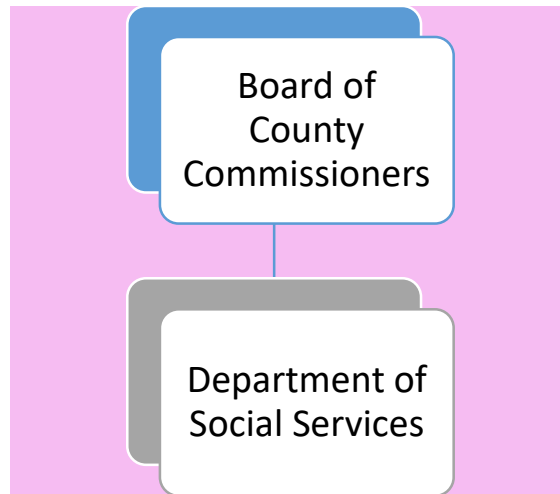 Board of
County
Commissioners
Department of
Social Services